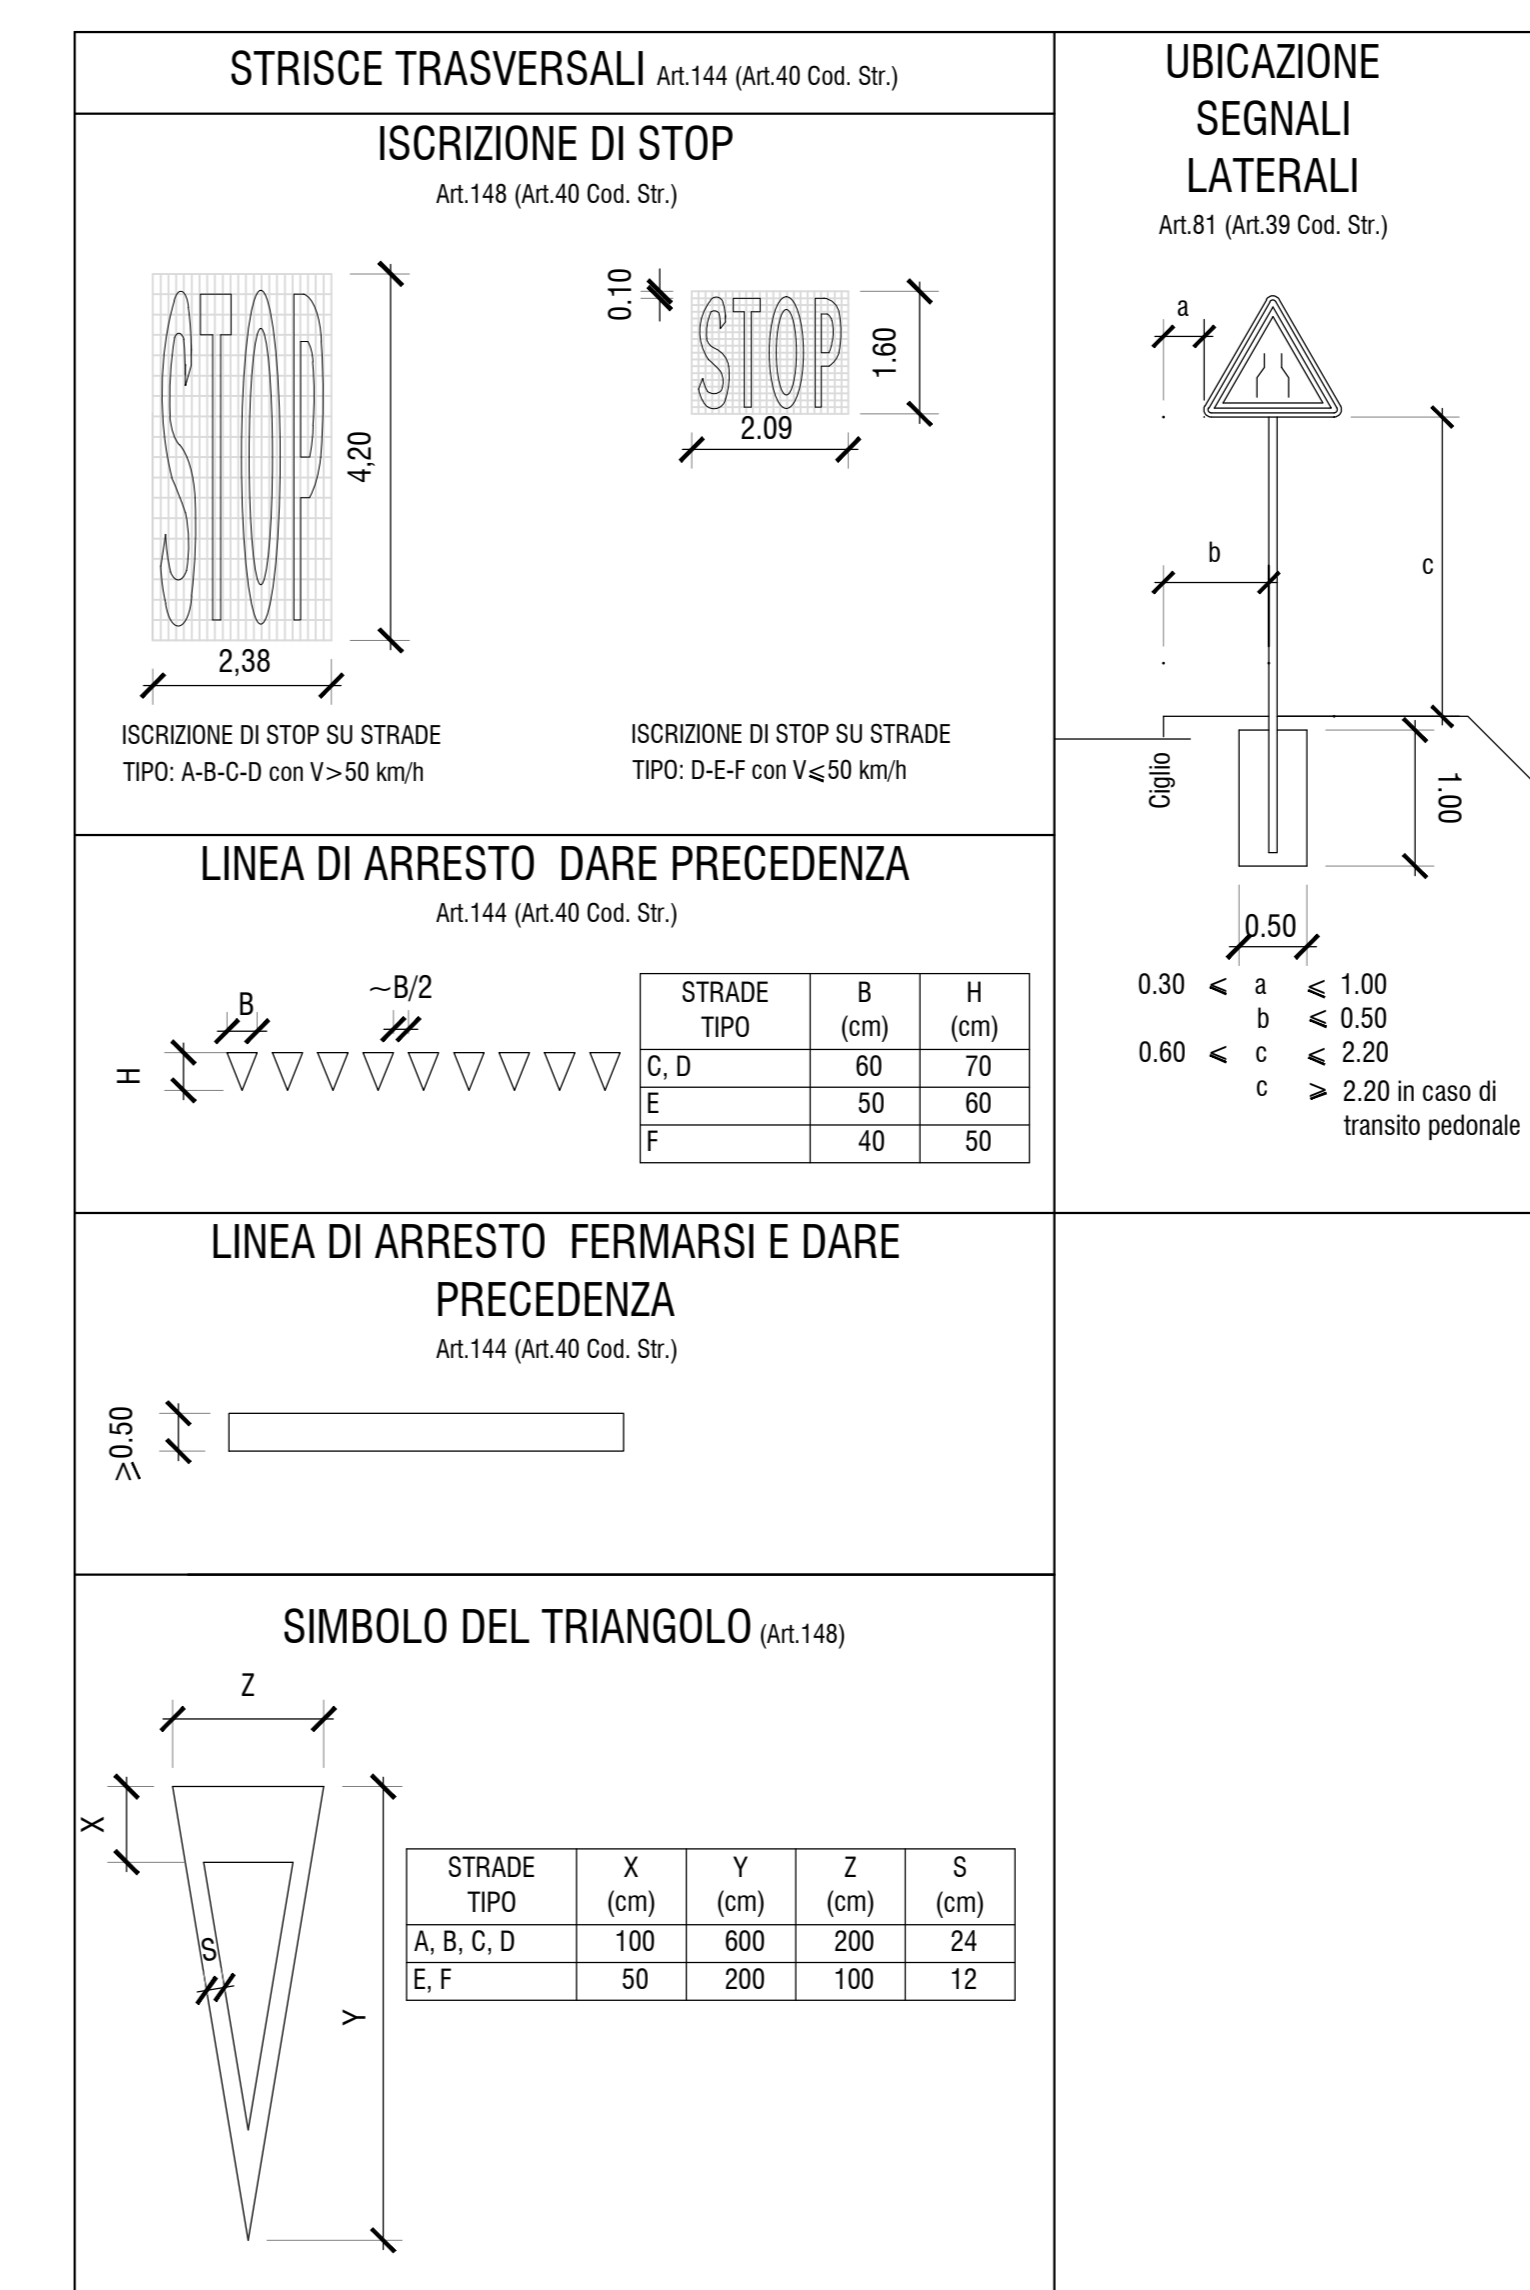 STRISCE TRASVERSALI Art.144 (Art.40 Cod. Str.)
ISCRIZIONE DI STOP
Art.148 (Art.40 Cod. Str.)
STOP
4,20
2,38
0.10
STOP
1.60
2.09
ISCRIZIONE DI STOP SU STRADE
TIPO: A-B-C-D con V>50 km/h
ISCRIZIONE DI STOP SU STRADE
TIPO: D-E-F con V⩽50 km/h
LINEA DI ARRESTO DARE PRECEDENZA
Art.144 (Art.40 Cod. Str.)
B
~B/2
H
STRADE TIPO B (cm) H (cm)
C, D 60 70
E 50 60
F 40 50
LINEA DI ARRESTO FERMARSI E DARE
PRECEDENZA
Art.144 (Art.40 Cod. Str.)
⩾0.50
SIMBOLO DEL TRIANGOLO (Art.148)
Z
X
S
Y
STRADE TIPO X (cm) Y (cm) Z (cm) S (cm)
A, B, C, D 100 600 200 24
E, F 50 200 100 12
UBICAZIONE
SEGNALI
LATERALI
Art.81 (Art.39 Cod. Str.)
a
b
c
Ciglio
1.00
0.50
0.30 ⩽ a ⩽ 1.00
b ⩽ 0.50
0.60 ⩽ c ⩽ 2.20
c ⩾ 2.20 in caso di
transito pedonale